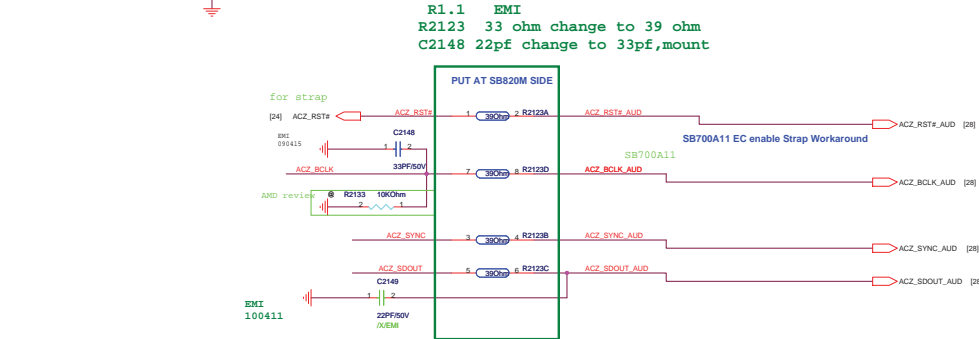 R1.1 EMI
R2123 33 ohm change to 39 ohm
C2148 22pf change to 33pf,mount
PUT AT SB820M SIDE
for strap
[24] ACZ_RST# ACZ_RST# 1 39Ohm 2 R2123A ACZ_RST#_AUD ACZ_RST#_AUD [28]
EMI
090415
C2148
1 2
33PF/50V
SB700A11 EC enable Strap Workaround
SB700A11
ACZ_BCLK 7 39Ohm 8 R2123D ACZ_BCLK_AUD ACZ_BCLK_AUD [28]
AMD review @ R2133 10KOhm
2 1
ACZ_SYNC 3 39Ohm 4 R2123B ACZ_SYNC_AUD ACZ_SYNC_AUD [28]
ACZ_SDOUT 5 39Ohm 6 R2123C ACZ_SDOUT_AUD ACZ_SDOUT_AUD [28
C2149
1 2
EMI
100411
22PF/50V
/X/EMI